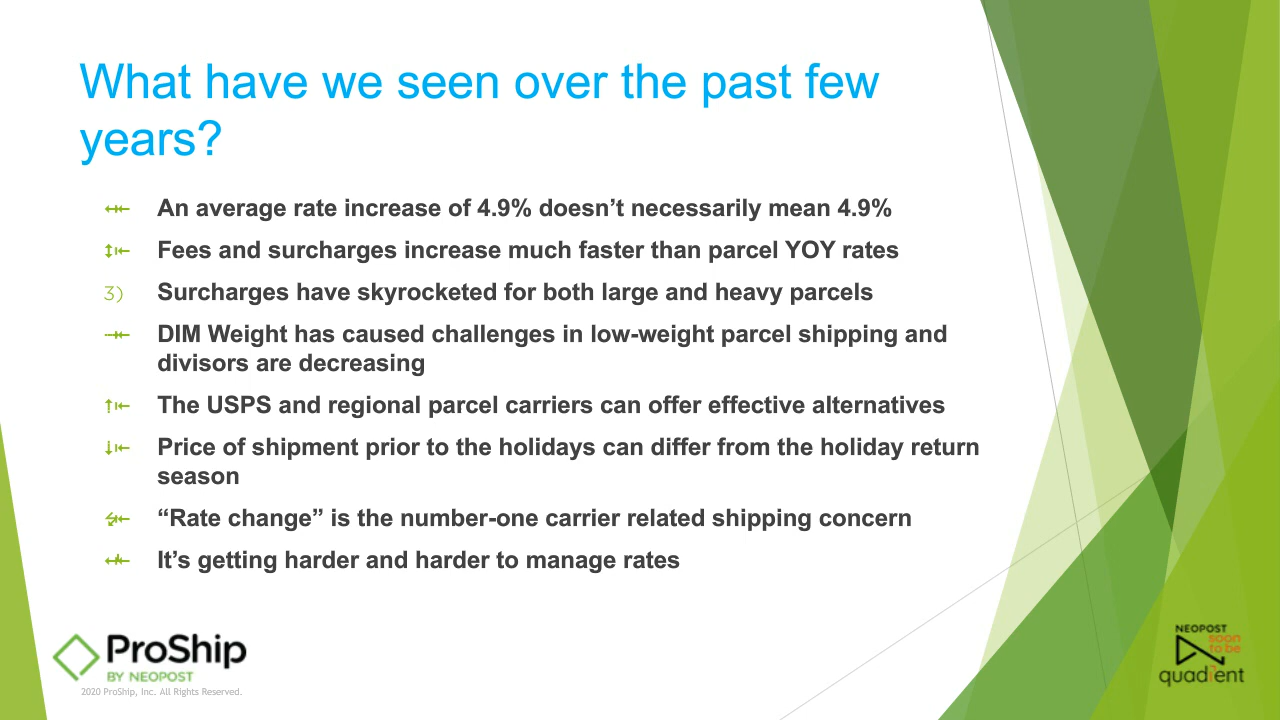 What have we seen over the past few
years?
An average rate increase of 4.9% doesn’t necessarily mean 4.9%
Fees and surcharges increase much faster than parcel YOY rates
3) Surcharges have skyrocketed for both large and heavy parcels
DIM Weight has caused challenges in low-weight parcel shipping and
divisors are decreasing
The USPS and regional parcel carriers can offer effective alternatives
Price of shipment prior to the holidays can differ from the holiday return
season
“Rate change” is the number-one carrier related shipping concern
It’s getting harder and harder to manage rates
ProShip
BY NEOPOST
2020 ProShip, Inc. All Rights Reserved.
NEOPOST
soon
to be
quadient